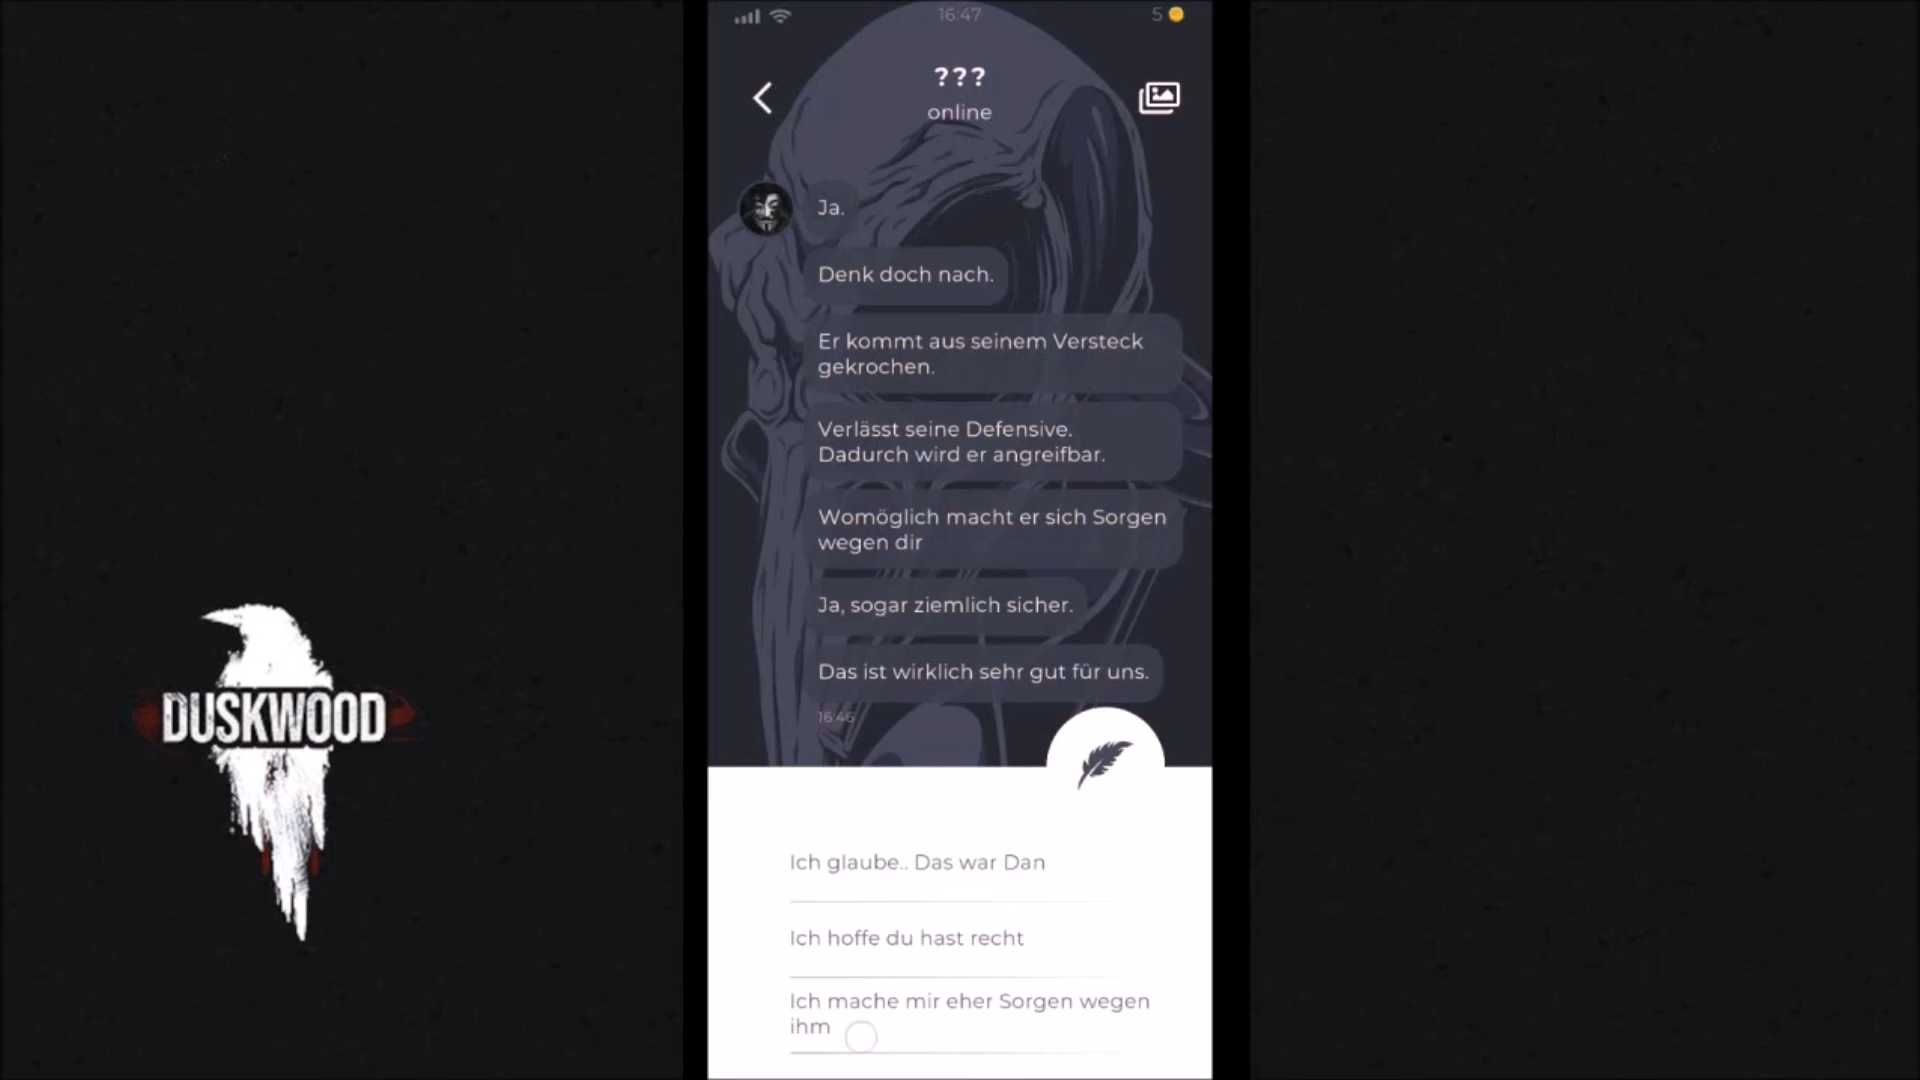 16:47
5
???
online
Ja.
Denk doch nach.
Er kommt aus seinem Versteck
gekrochen.
Verlässt seine Defensive.
Dadurch wird er angreifbar.
Womöglich macht er sich Sorgen
wegen dir
Ja, sogar ziemlich sicher.
Das ist wirklich sehr gut für uns.
16:46
DUSKWOOD
Ich glaube.. Das war Dan
Ich hoffe du hast recht
Ich mache mir eher Sorgen wegen
ihm